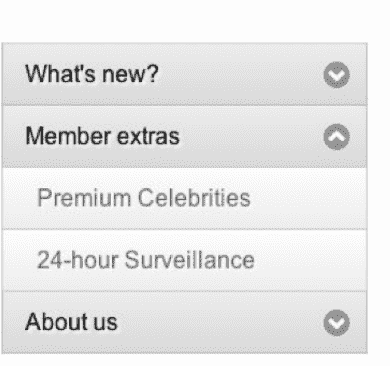 What's new?
Member extras
Premium Celebrities
24-hour Surveillance
About us